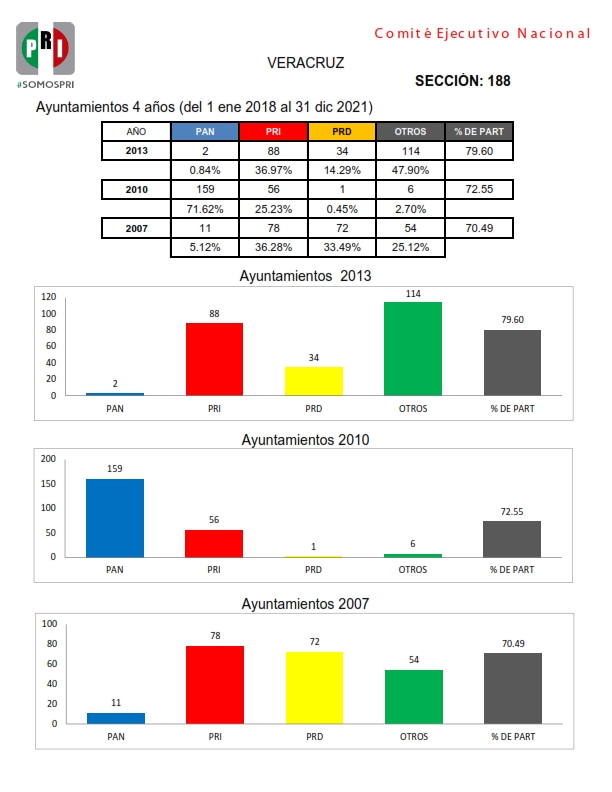 PRI
#SOMOSPRI
Comité Ejecutivo Nacional
VERACRUZ
SECCIÓN: 188
Ayuntamientos 4 años (del 1 ene 2018 al 31 dic 2021)
AÑO PAN PRI PRD OTROS % DE PART
2013 2 88 34 114 79.60
0.84% 36.97% 14.29% 47.90%
2010 159 56 1 6 72.55
71.62% 25.23% 0.45% 2.70%
2007 11 78 72 54 70.49
5.12% 36.28% 33.49% 25.12%
Ayuntamientos 2013
120
100
80
60
40
20
0
2 88 34 114 79.60
PAN PRI PRD OTROS % DE PART
Ayuntamientos 2010
200
150
100
50
0
159 56 1 6 72.55
PAN PRI PRD OTROS % DE PART
Ayuntamientos 2007
100
80
60
40
20
0
11 78 72 54 70.49
PAN PRI PRD OTROS % DE PART